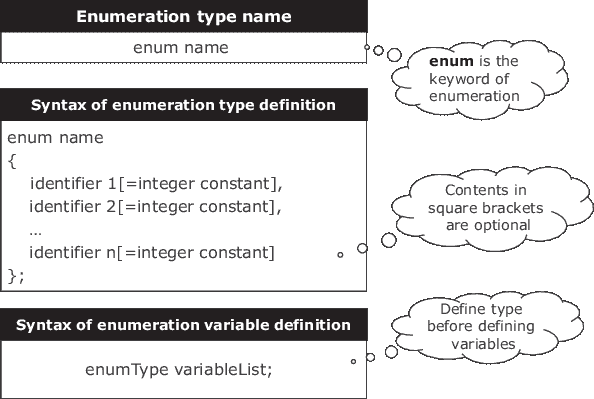 Enumeration type name
enum name
enum is the
keyword of
enumeration
Syntax of enumeration type definition
enum name
{
identifier 1[=integer constant],
identifier 2[=integer constant],
…
identifier n[=integer constant]
};
Contents in
square brackets
are optional
Syntax of enumeration variable definition
enumType variableList;
Define type
before defining
variables